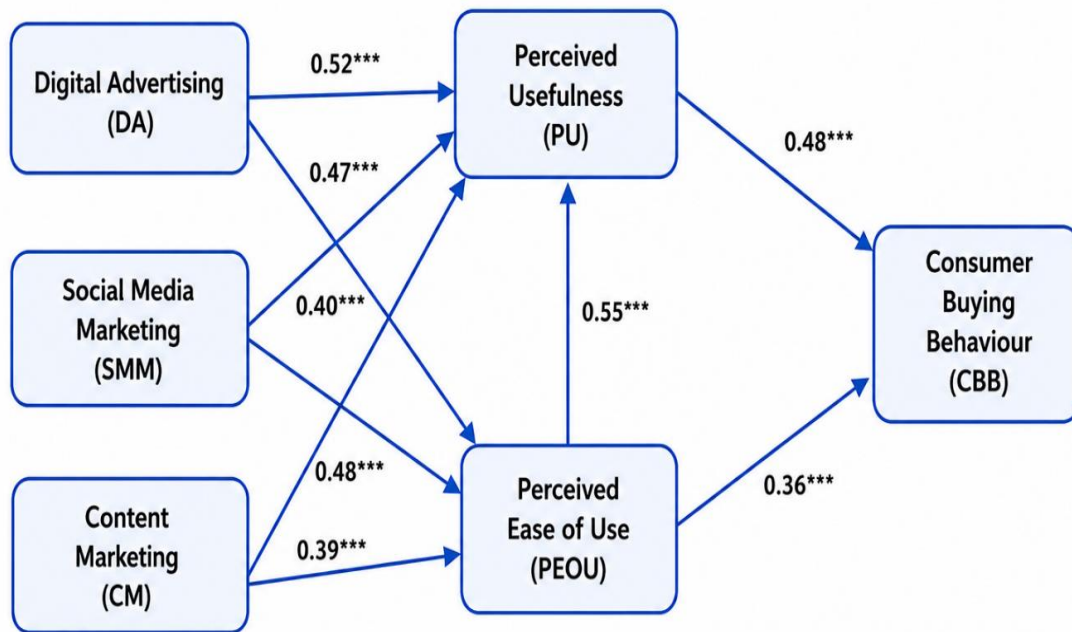 Digital Advertising
(DA)
0.52***
Perceived
Usefulness
(PU)
0.47***
0.48***
Social Media
Marketing
(SMM)
0.40***
0.55***
Consumer
Buying
Behaviour
(CBB)
Content
Marketing
(CM)
0.48***
0.39***
Perceived
Ease of Use
(PEOU)
0.36***